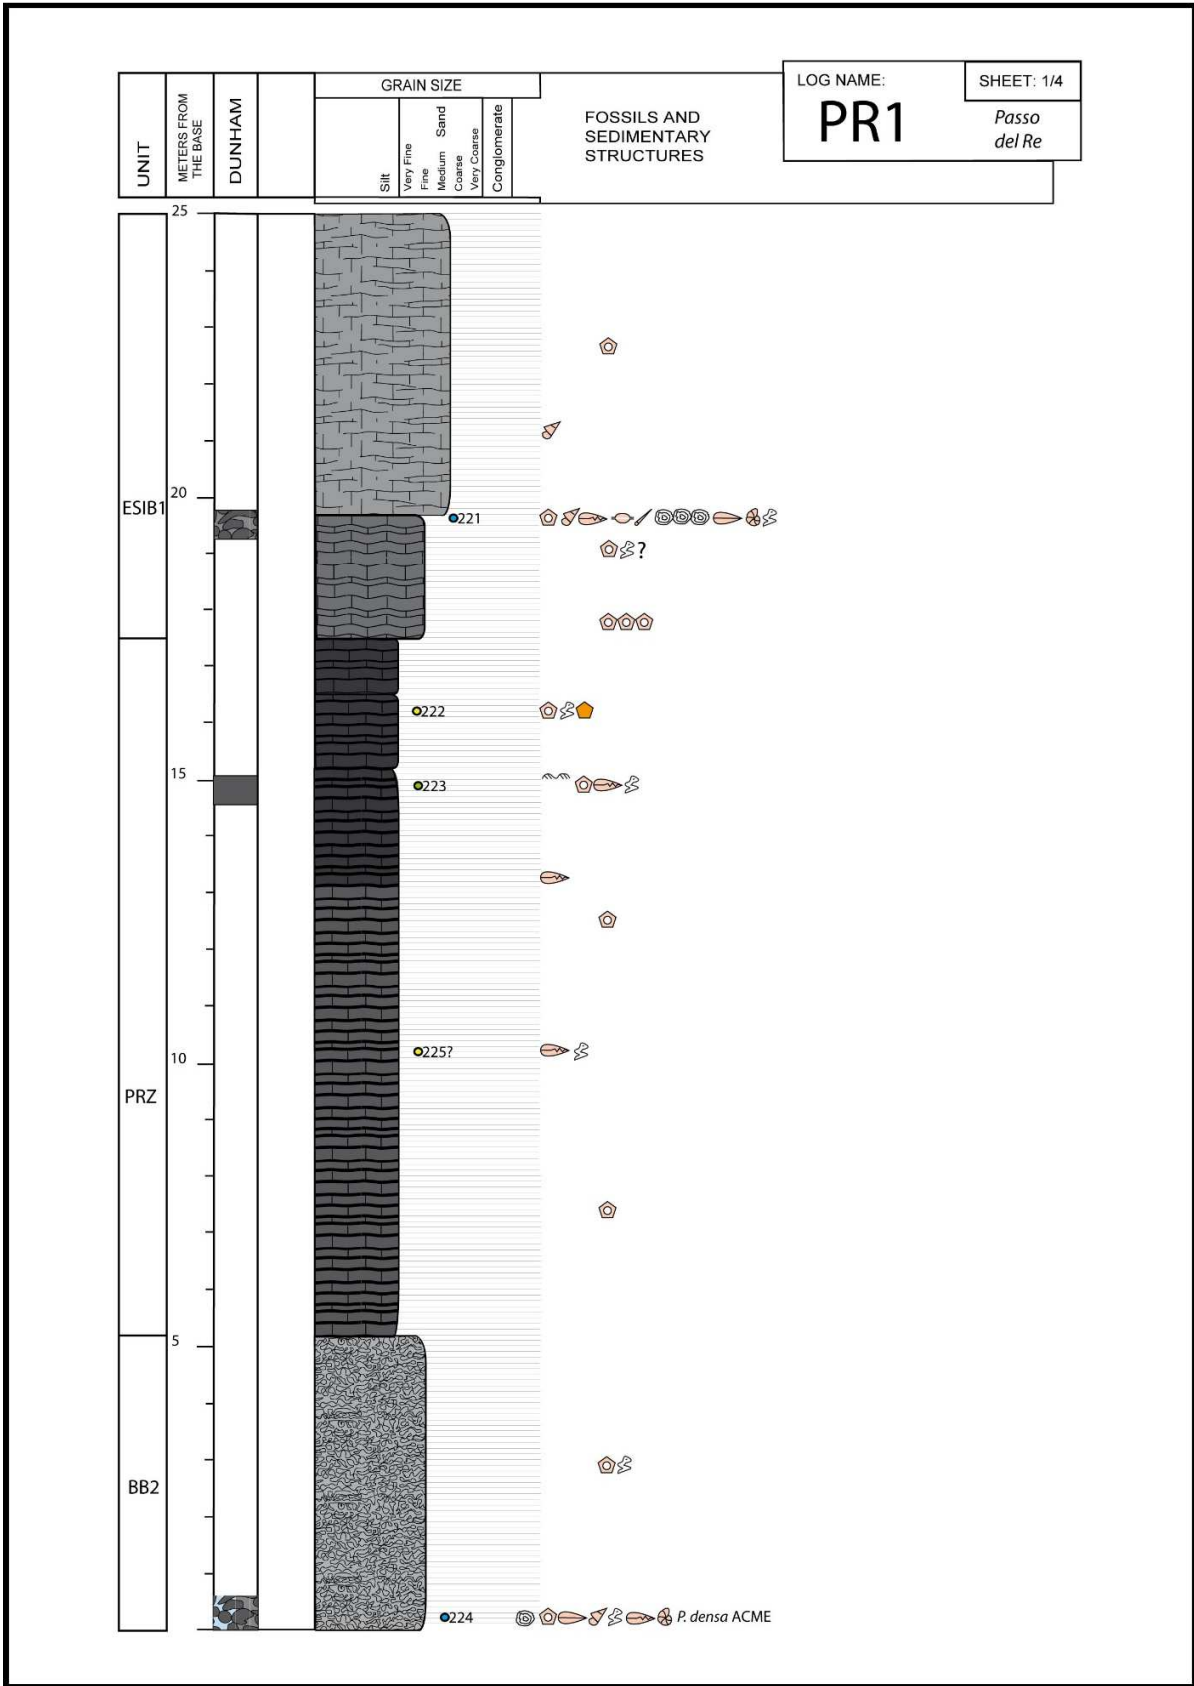 LOG NAME:
PR1
SHEET: 1/4
Passo
del Re
UNIT
METERS FROM
THE BASE
DUNHAM
GRAIN SIZE
Silt
Very Fine
Fine
Medium Sand
Coarse
Very Coarse
Conglomerate
FOSSILS AND
SEDIMENTARY
STRUCTURES
25
20
ESIB1
221
?
222
15
223
10
225?
PRZ
5
BB2
224
P. densa ACME